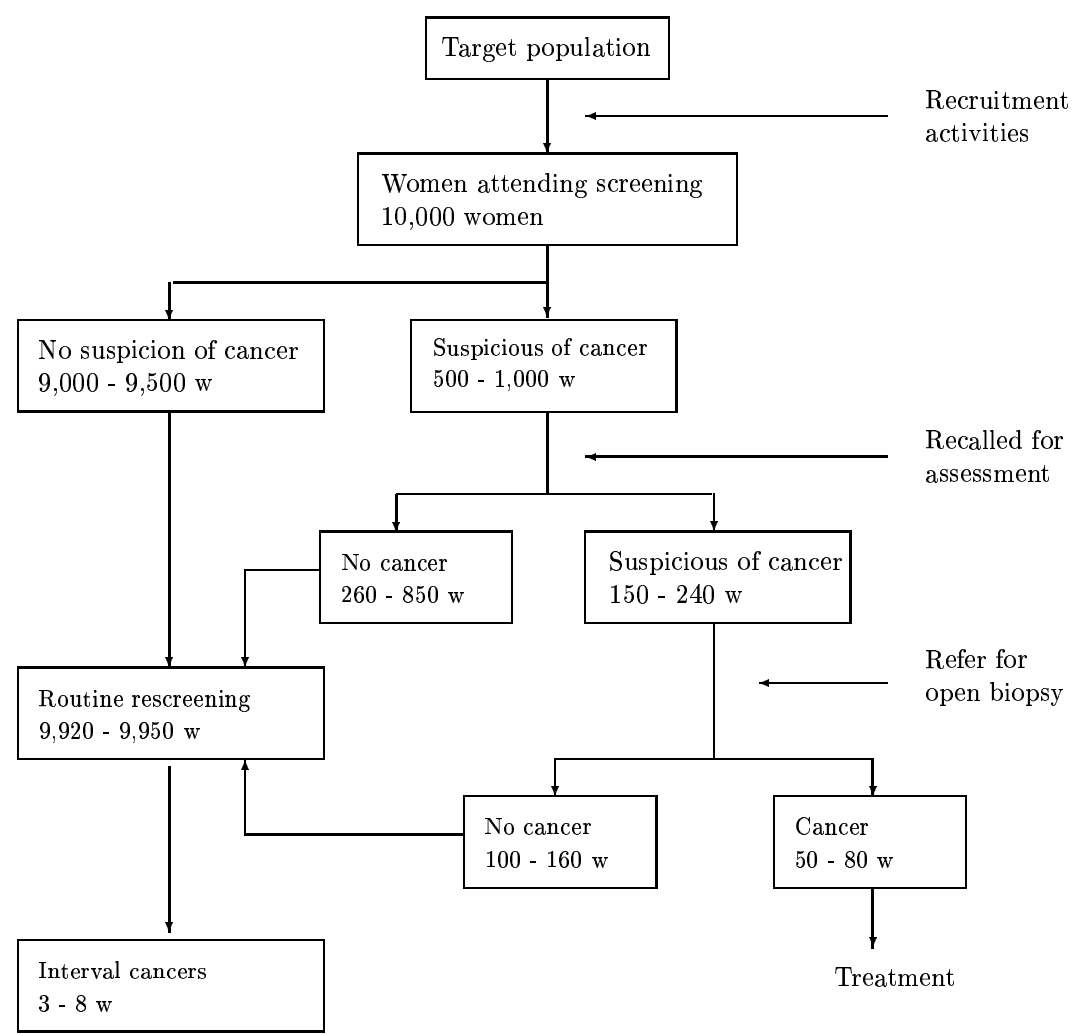 Target population
Recruitment
activities
Women attending screening
10,000 women
No suspicion of cancer
9,000 - 9,500 w
Suspicious of cancer
500 - 1,000 w
Recalled for
assessment
No cancer
260 - 850 w
Suspicious of cancer
150 - 240 w
Refer for
open biopsy
Routine rescreening
9,920 - 9,950 w
No cancer
100 - 160 w
Cancer
50 - 80 w
Interval cancers
3 - 8 w
Treatment